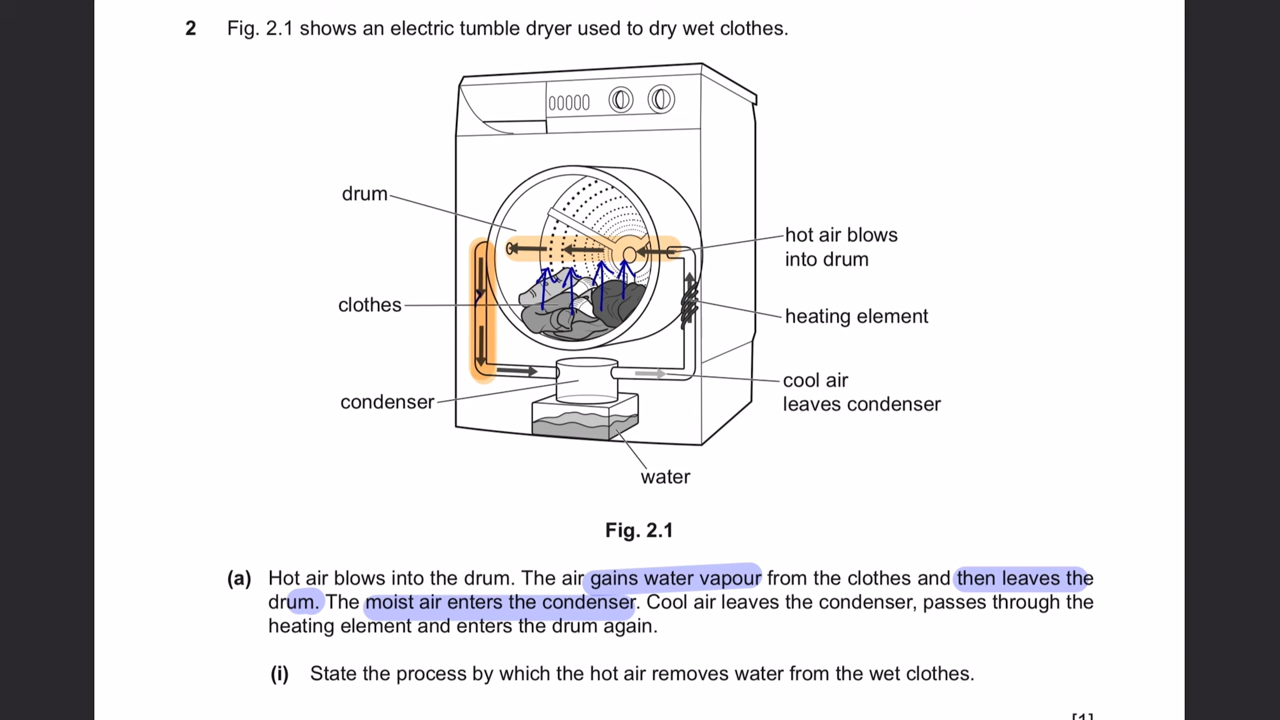 2 Fig. 2.1 shows an electric tumble dryer used to dry wet clothes.
drum
hot air blows
into drum
clothes
heating element
cool air
leaves condenser
condenser
water
Fig. 2.1
(a) Hot air blows into the drum. The air gains water vapour from the clothes and then leaves the
drum. The moist air enters the condenser. Cool air leaves the condenser, passes through the
heating element and enters the drum again.
(i) State the process by which the hot air removes water from the wet clothes.
[1]